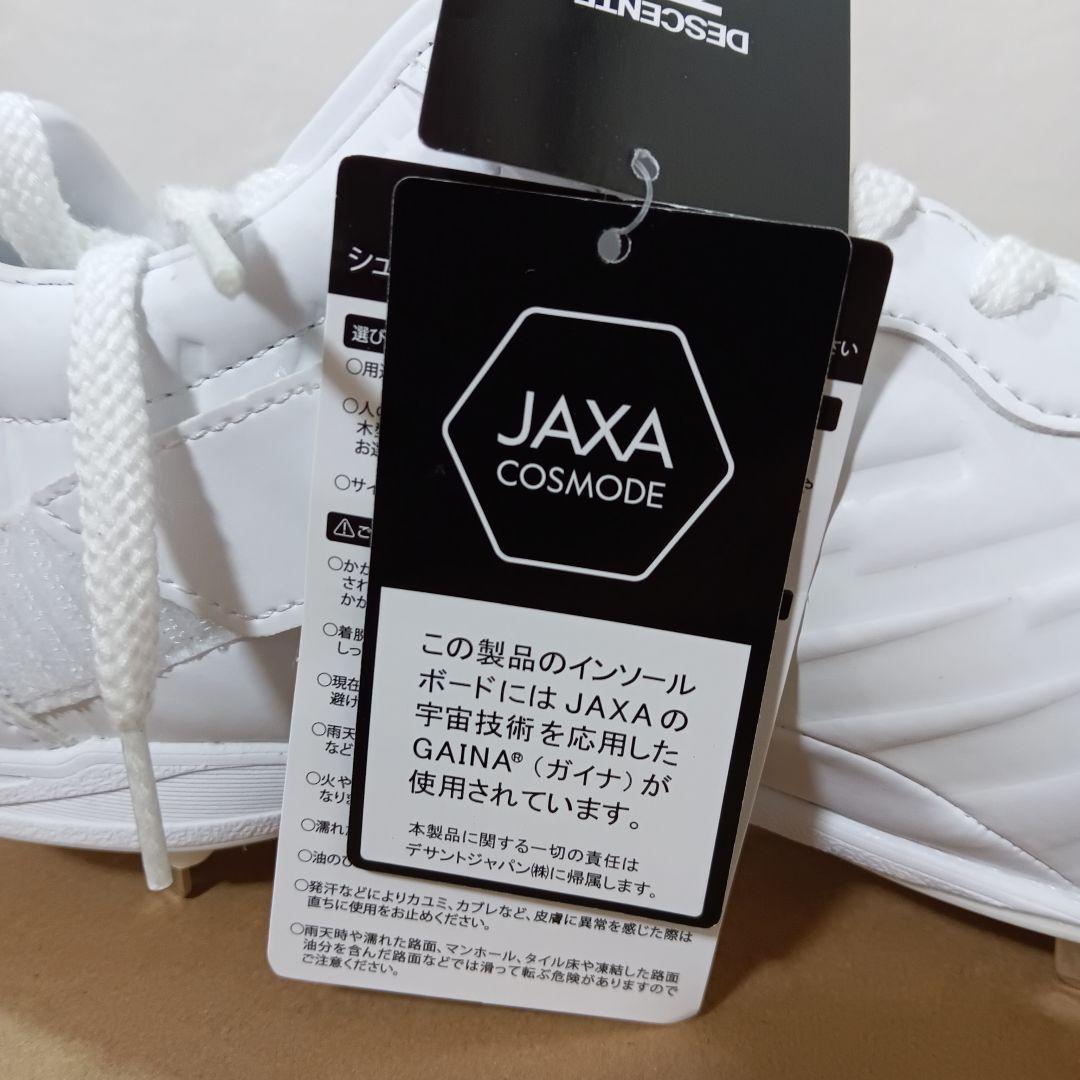 DESCENTE
JAXA
COSMODE
この製品のインソール
ボードにはJAXAの
宇宙技術を応用した
GAINA®（ガイナ）が
使用されています。
本製品に関する一切の責任は
デサントジャパン㈱に帰属します。
シュ
さい
選び
○用途
○人の
木型
お選
○サイ
⚠ご
○かか
され
かか
○着脱
しっ
○現在
避け
○雨天
など
○火や
なりま
○濡れた
○油のひ
○発汗などによりカユミ、カブレなど、皮膚に異常を感じた際は
直ちに使用をお止めください。
○雨天時や濡れた路面、マンホール、タイル床や凍結した路面
油分を含んだ路面などでは滑って転ぶ危険がありますので
ご注意ください。